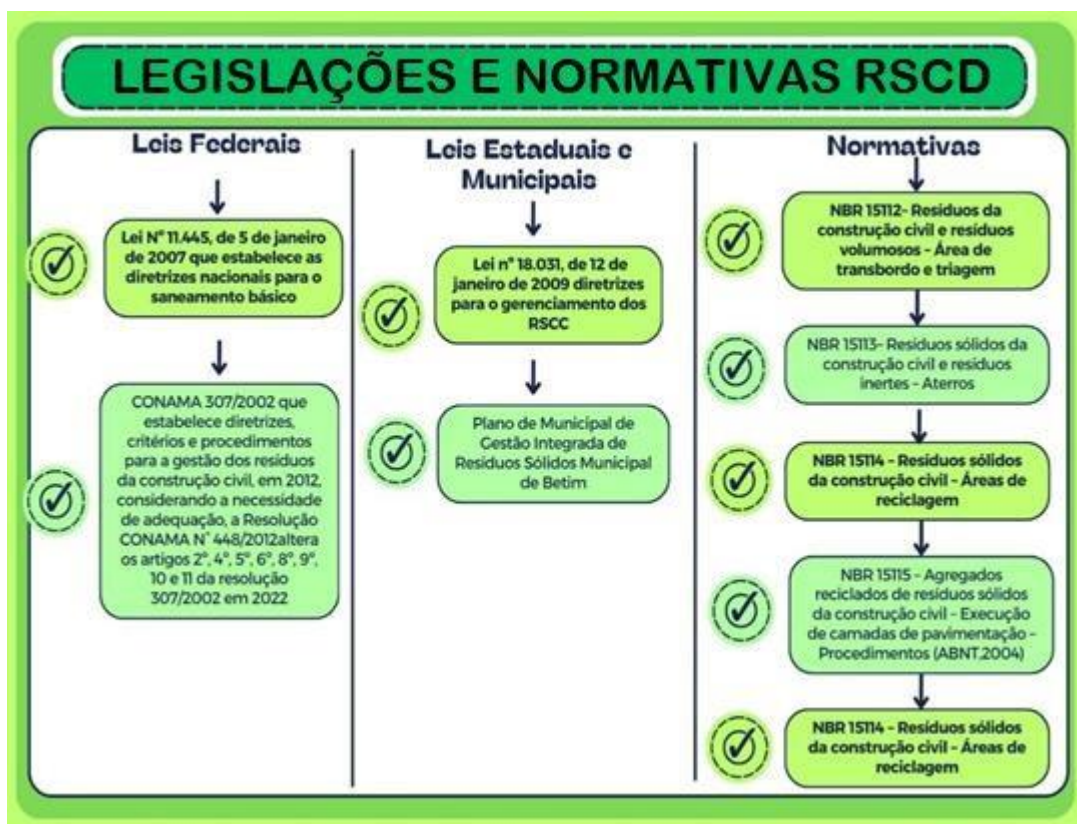 LEGISLAÇÕES E NORMATIVAS RSCD
Leis Federais
Lei Nº 11.445, de 5 de janeiro
de 2007 que estabelece as
diretrizes nacionais para o
saneamento básico
CONAMA 307/2002 que
estabelece diretrizes,
critérios e procedimentos
para a gestão dos resíduos
da construção civil, em 2012,
considerando a necessidade
de adequação, a Resolução
CONAMA N° 448/2012altera
os artigos 2º, 4º, 5º, 6º, 8º, 9º,
10 e 11 da resolução
307/2002 em 2022
Leis Estaduais e
Municipais
Lei nº 18.031, de 12 de
janeiro de 2009 diretrizes
para o gerenciamento dos
RSCC
Plano de Municipal de
Gestão Integrada de
Resíduos Sólidos Municipal
de Betim
Normativas
NBR 15112- Resíduos da
construção civil e resíduos
volumosos - Área de
transbordo e triagem
NBR 15113- Resíduos sólidos da
construção civil e resíduos
inertes - Aterros
NBR 15114 - Resíduos sólidos
da construção civil - Áreas de
reciclagem
NBR 15115 - Agregados
reciclados de resíduos sólidos
da construção civil - Execução
de camadas de pavimentação -
Procedimentos (ABNT,2004)
NBR 15114 - Resíduos sólidos
da construção civil - Áreas de
reciclagem